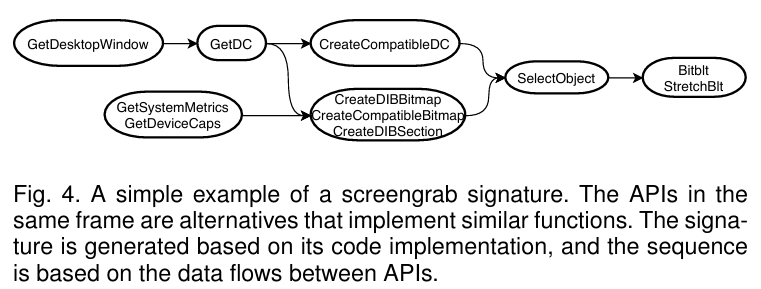 GetDesktopWindow
GetDC
CreateCompatibleDC
SelectObject
Bitblt
StretchBlt
GetSystemMetrics
GetDeviceCaps
CreateDIBBitmap
CreateCompatibleBitmap
CreateDIBSection
Fig. 4. A simple example of a screengrab signature. The APIs in the
same frame are alternatives that implement similar functions. The signa-
ture is generated based on its code implementation, and the sequence
is based on the data flows between APIs.